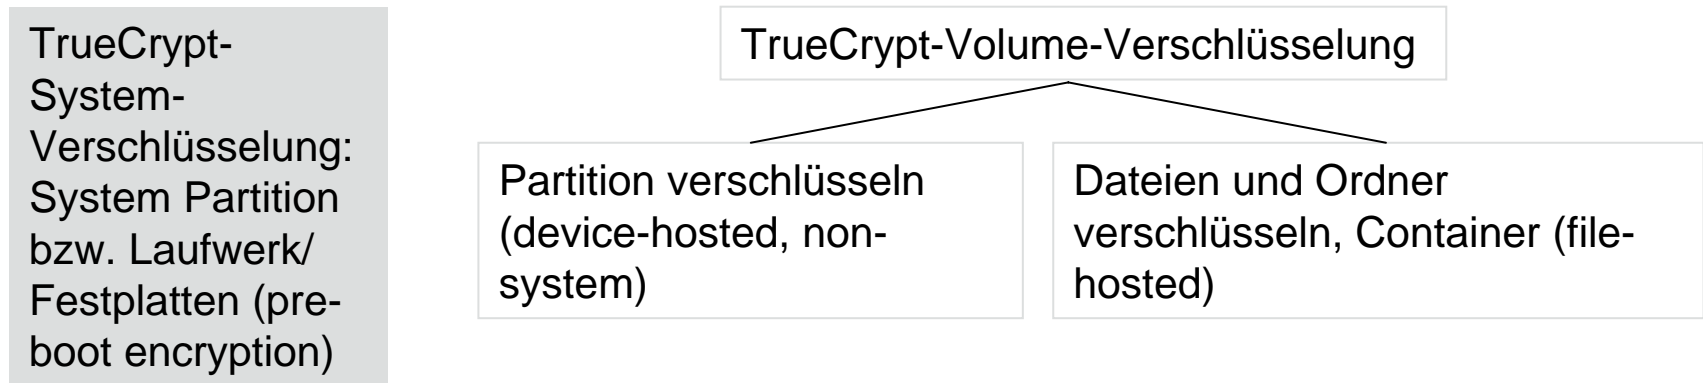 TrueCrypt-
System-
Verschlüsselung:
System Partition
bzw. Laufwerk/
Festplatten (pre-
boot encryption)
TrueCrypt-Volume-Verschlüsselung
Partition verschlüsseln
(device-hosted, non-
system)
Dateien und Ordner
verschlüsseln, Container (file-
hosted)